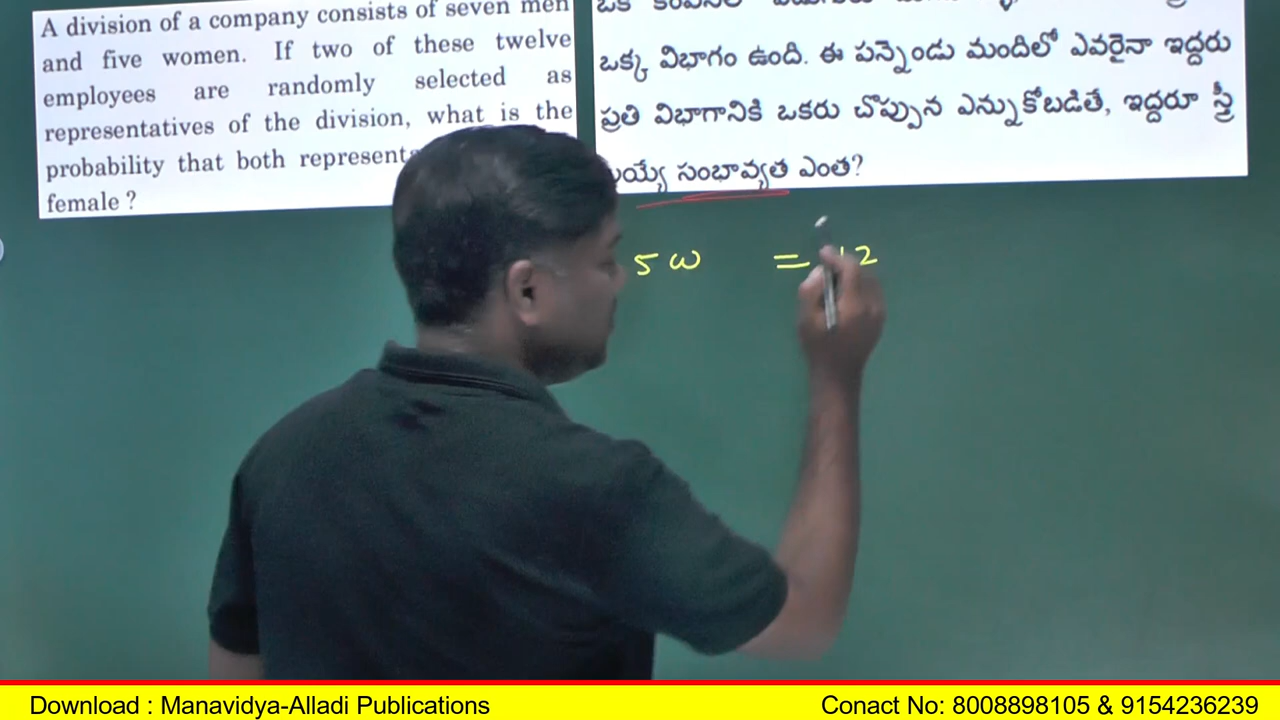 A division of a company consists of seven men
and five women. If two of these twelve
employees are randomly selected as
representatives of the division, what is the
probability that both
female ?
ఒక్క విభాగం ఉంది. ఈ పన్నెండు మందిలో ఎవరైనా ఇద్దరు
ప్రతి విభాగానికి ఒకరు చొప్పున ఎన్నుకోబడితే, ఇద్దరూ స్త్రీ
సంభావ్యత ఎంత?
5 W = 12
Download : Manavidya-Alladi Publications
Conact No: 8008898105 & 9154236239